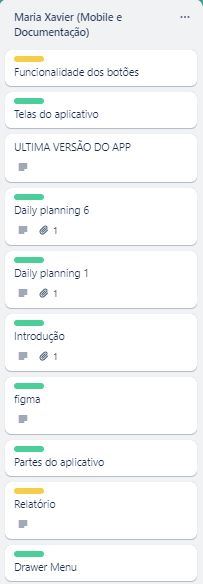 Maria Xavier (Mobile e
Documentação)
Funcionalidade dos botões
Telas do aplicativo
ULTIMA VERSÃO DO APP
Daily planning 6
1
Daily planning 1
1
Introdução
1
figma
Partes do aplicativo
Relatório
Drawer Menu